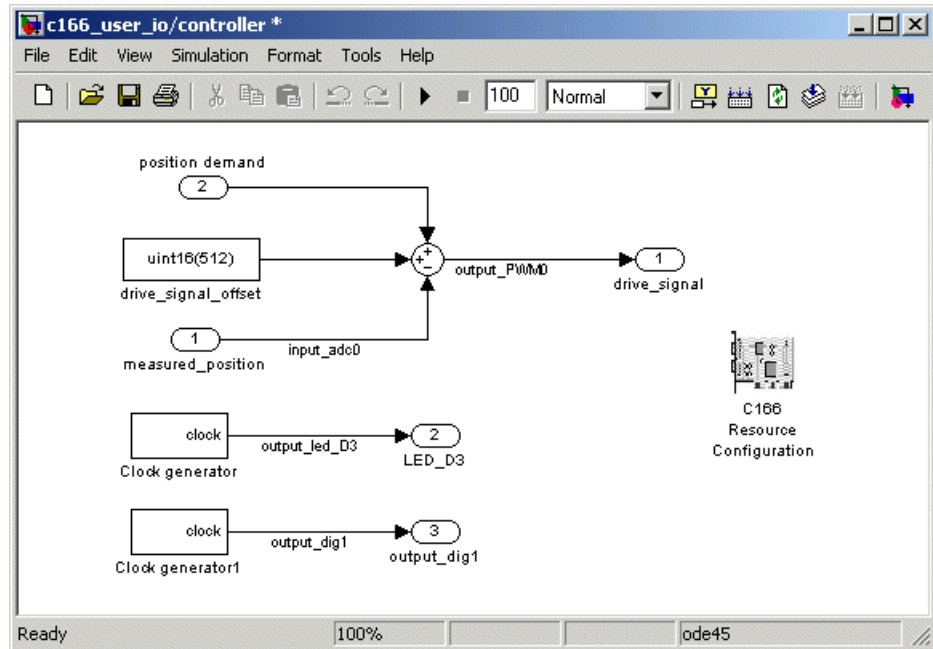 c166_user_io/controller *
File Edit View Simulation Format Tools Help
100 Normal
position demand
2
uint16(512)
drive_signal_offset
+
+
−
output_PWM0
1
drive_signal
1
measured_position
input_adc0
C166
Resource
Configuration
clock
Clock generator
output_led_D3
2
LED_D3
clock
Clock generator1
output_dig1
3
output_dig1
Ready 100% ode45